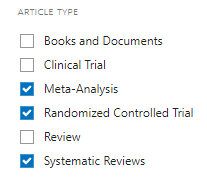 ARTICLE TYPE
Books and Documents
Clinical Trial
Meta-Analysis
Randomized Controlled Trial
Review
Systematic Reviews